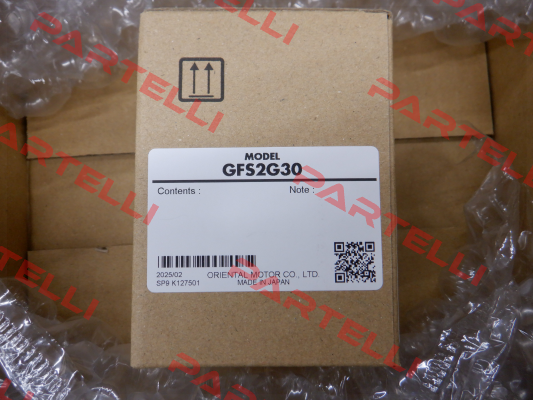 MODEL
GFS2G30
Contents :
Note :
2025/02
ORIENTAL MOTOR CO., LTD.
SP9 K127501
MADE IN JAPAN
PARTELLI
PARTELLI
PARTELLI
PARTELLI
PARTELLI
PARTELLI